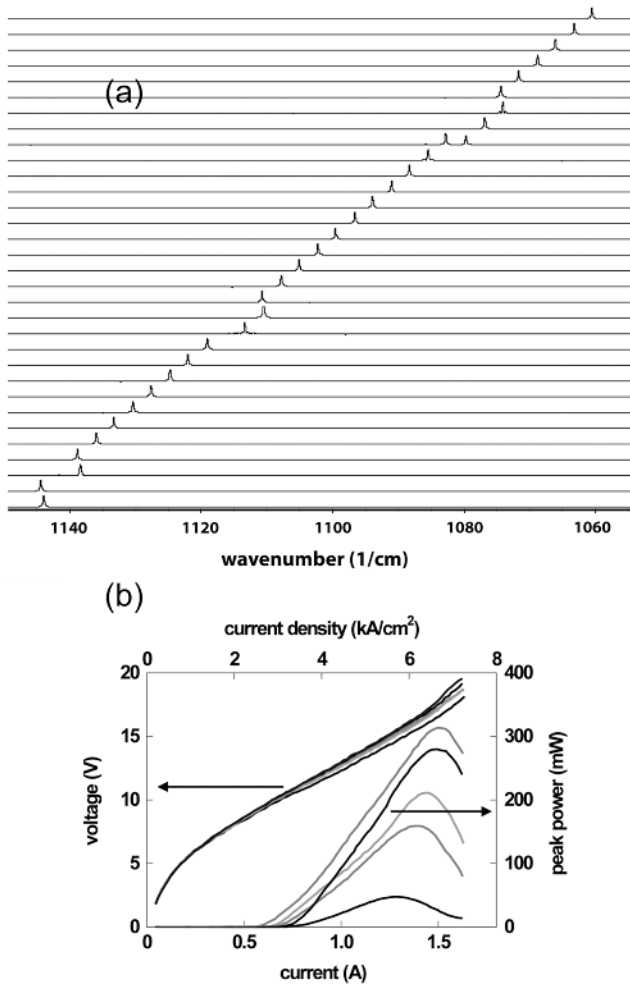 (a)
1140 1120 1100 1080 1060
wavenumber (1/cm)
(b)
current density (kA/cm²)
0 2 4 6 8
20 400
15 300
10 200
5 100
0 0
voltage (V)
peak power (mW)
0 0.5 1.0 1.5
current (A)